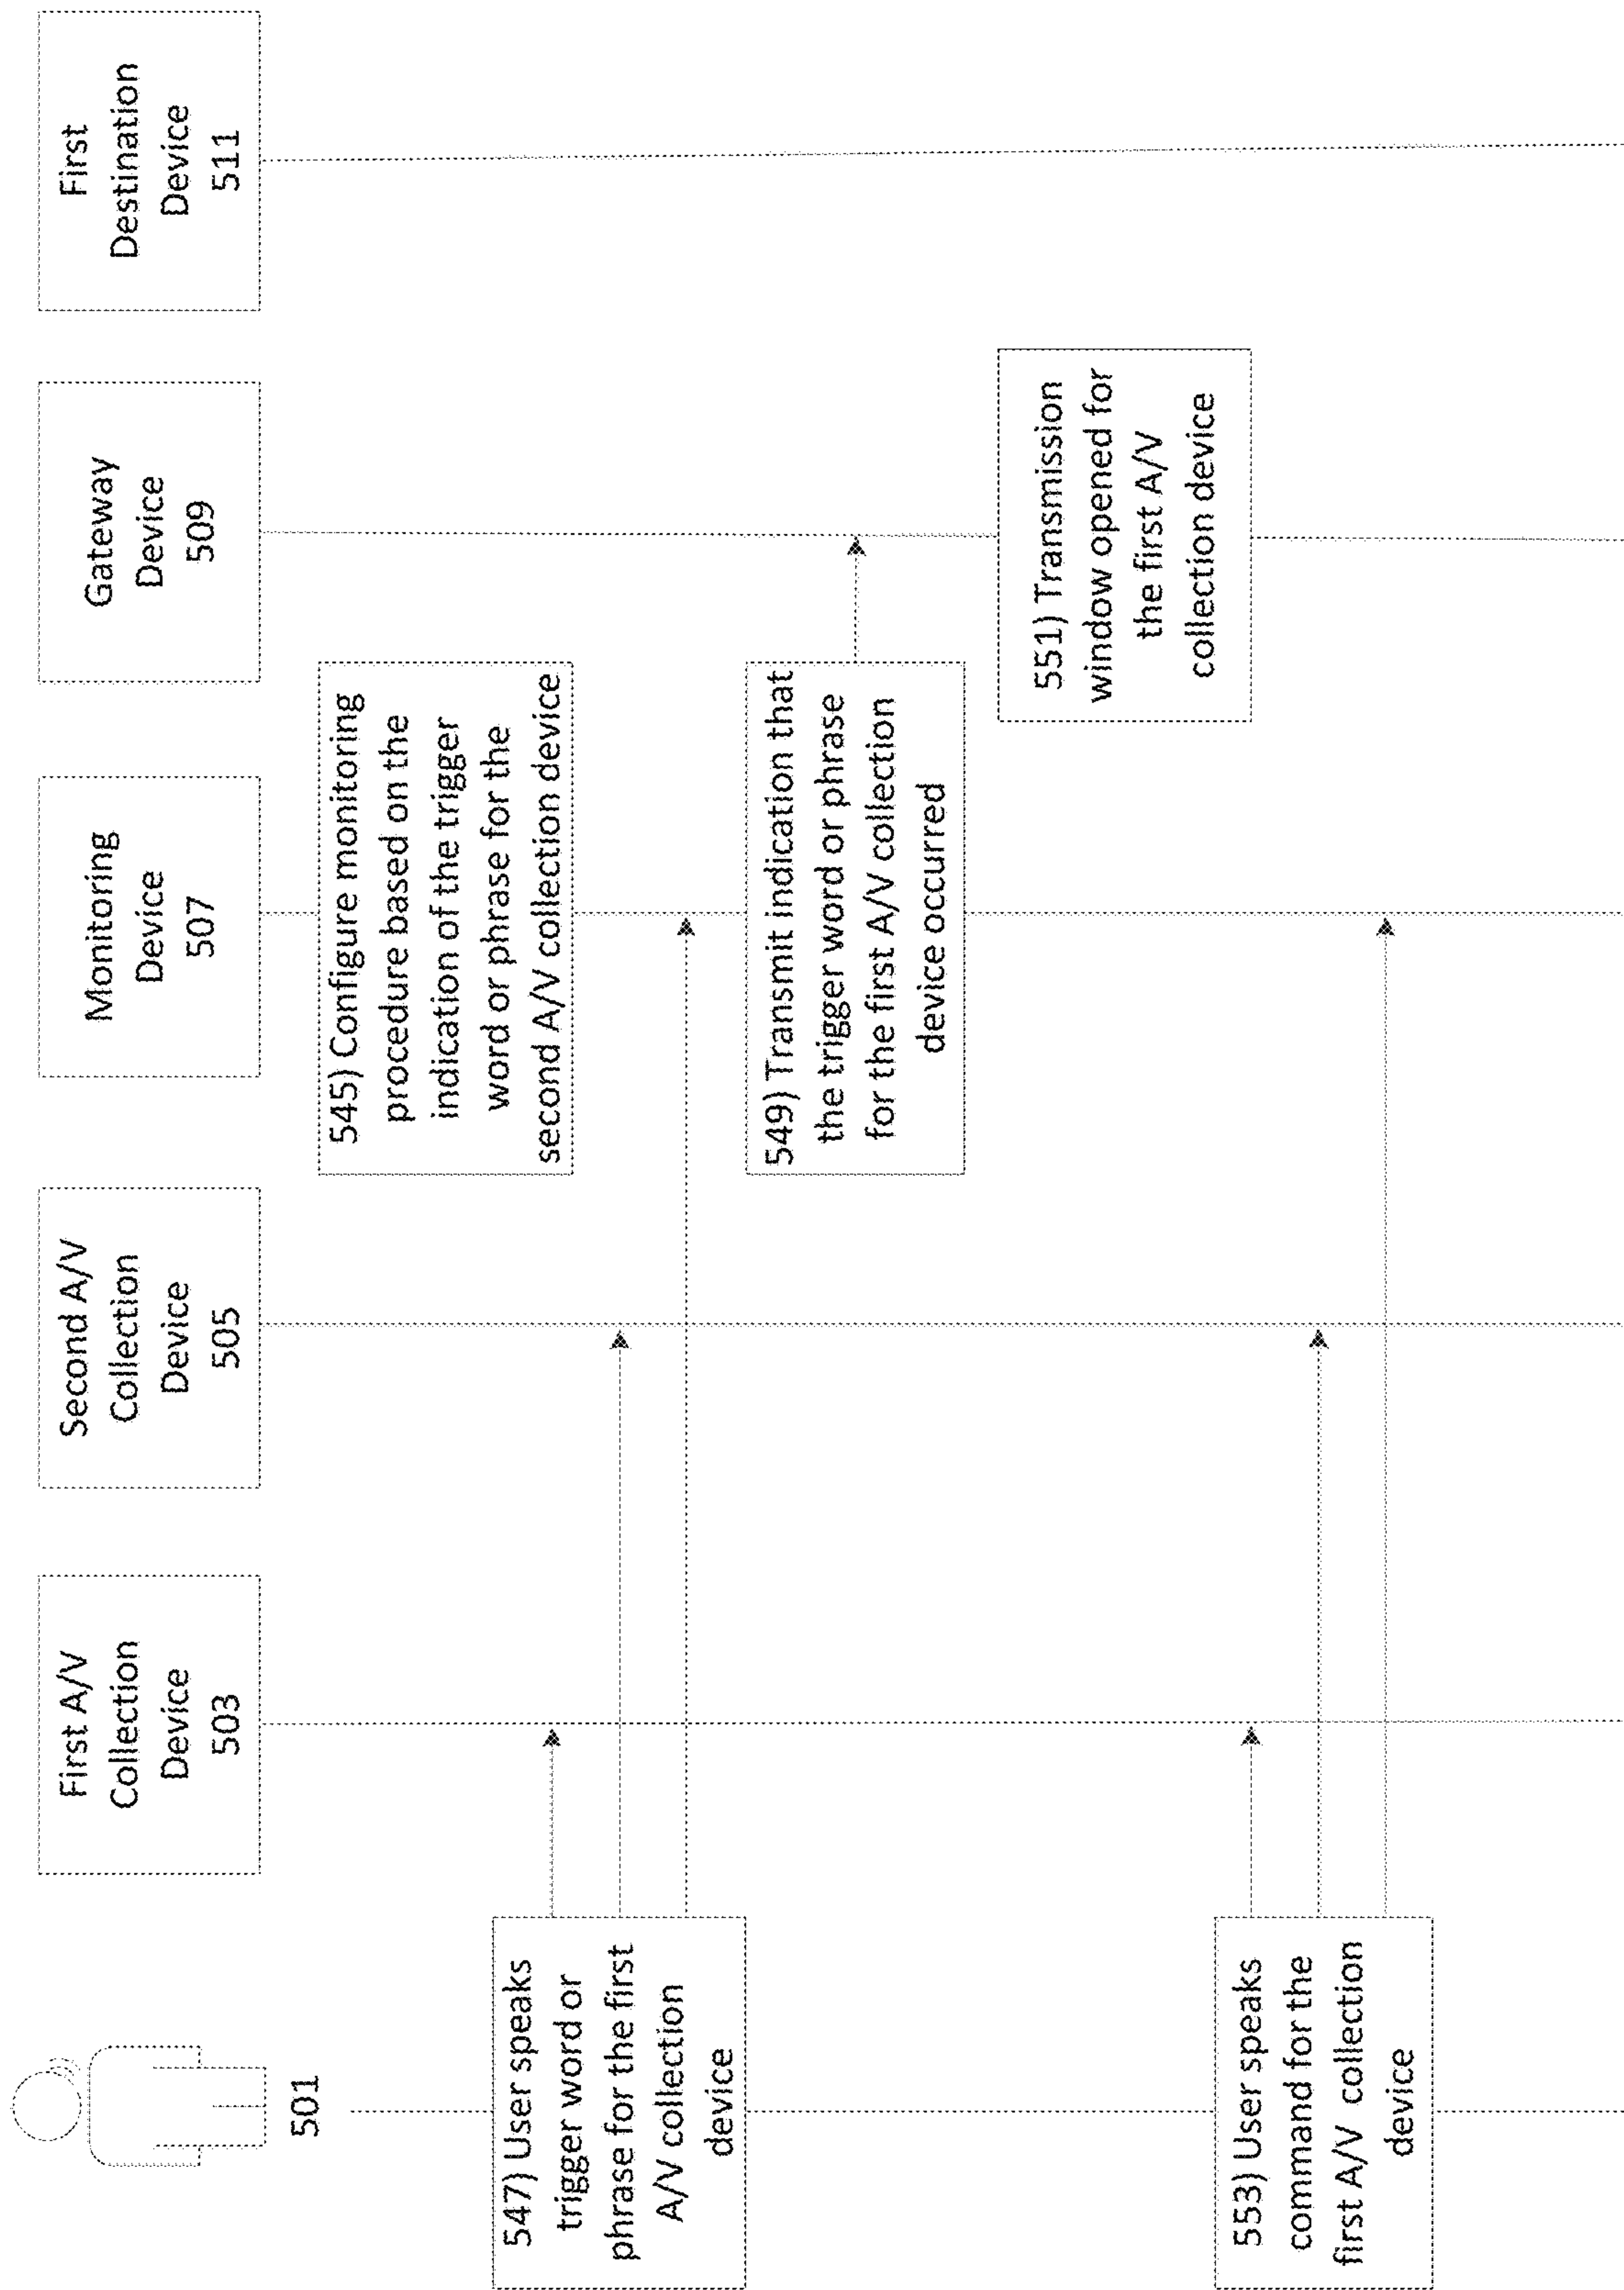 501
First A/V
Collection
Device
503
Second A/V
Collection
Device
505
Monitoring
Device
507
Gateway
Device
509
First
Destination
Device
511
545) Configure monitoring
procedure based on the
indication of the trigger
word or phrase for the
second A/V collection device
547) User speaks
trigger word or
phrase for the first
A/V collection
device
549) Transmit indication that
the trigger word or phrase
for the first A/V collection
device occurred
551) Transmission
window opened for
the first A/V
collection device
553) User speaks
command for the
first A/V collection
device